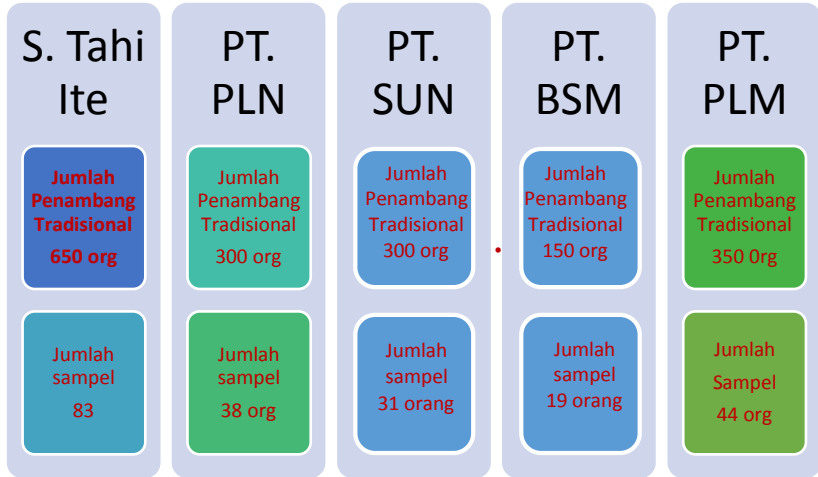 S. Tahi
Ite
Jumlah
Penambang
Tradisional
650 org
Jumlah
sampel
83
PT.
PLN
Jumlah
Penambang
Tradisional
300 org
Jumlah
sampel
38 org
PT.
SUN
Jumlah
Penambang
Tradisional
300 org
Jumlah
sampel
31 orang
.
PT.
BSM
Jumlah
Penambang
Tradisional
150 org
Jumlah
sampel
19 orang
PT.
PLM
Jumlah
Penambang
Tradisional
350 0rg
Jumlah
Sampel
44 org